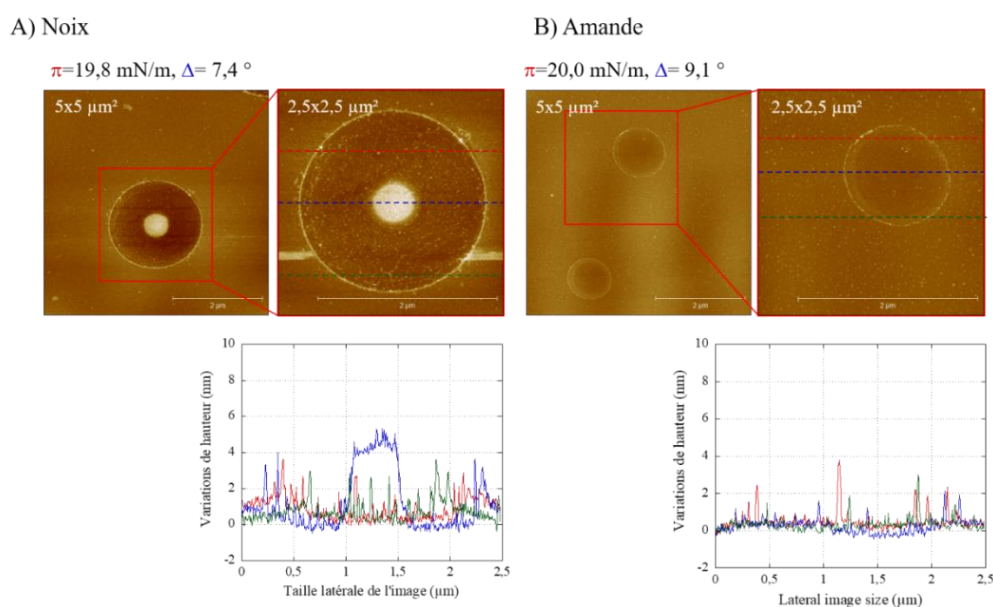 A) Noix
π=19,8 mN/m, Δ= 7,4 °
5x5 µm²
2,5x2,5 µm²
2 µm
2 µm
10
8
6
4
2
0
-2
Variations de hauteur (nm)
0
0,5
1
1,5
2
2,5
Taille latérale de l'image (µm)
B) Amande
π=20,0 mN/m, Δ= 9,1 °
5x5 µm²
2,5x2,5 µm²
2 µm
2 µm
10
8
6
4
2
0
-2
Variations de hauteur (nm)
0
0,5
1
1,5
2
2,5
Lateral image size (µm)